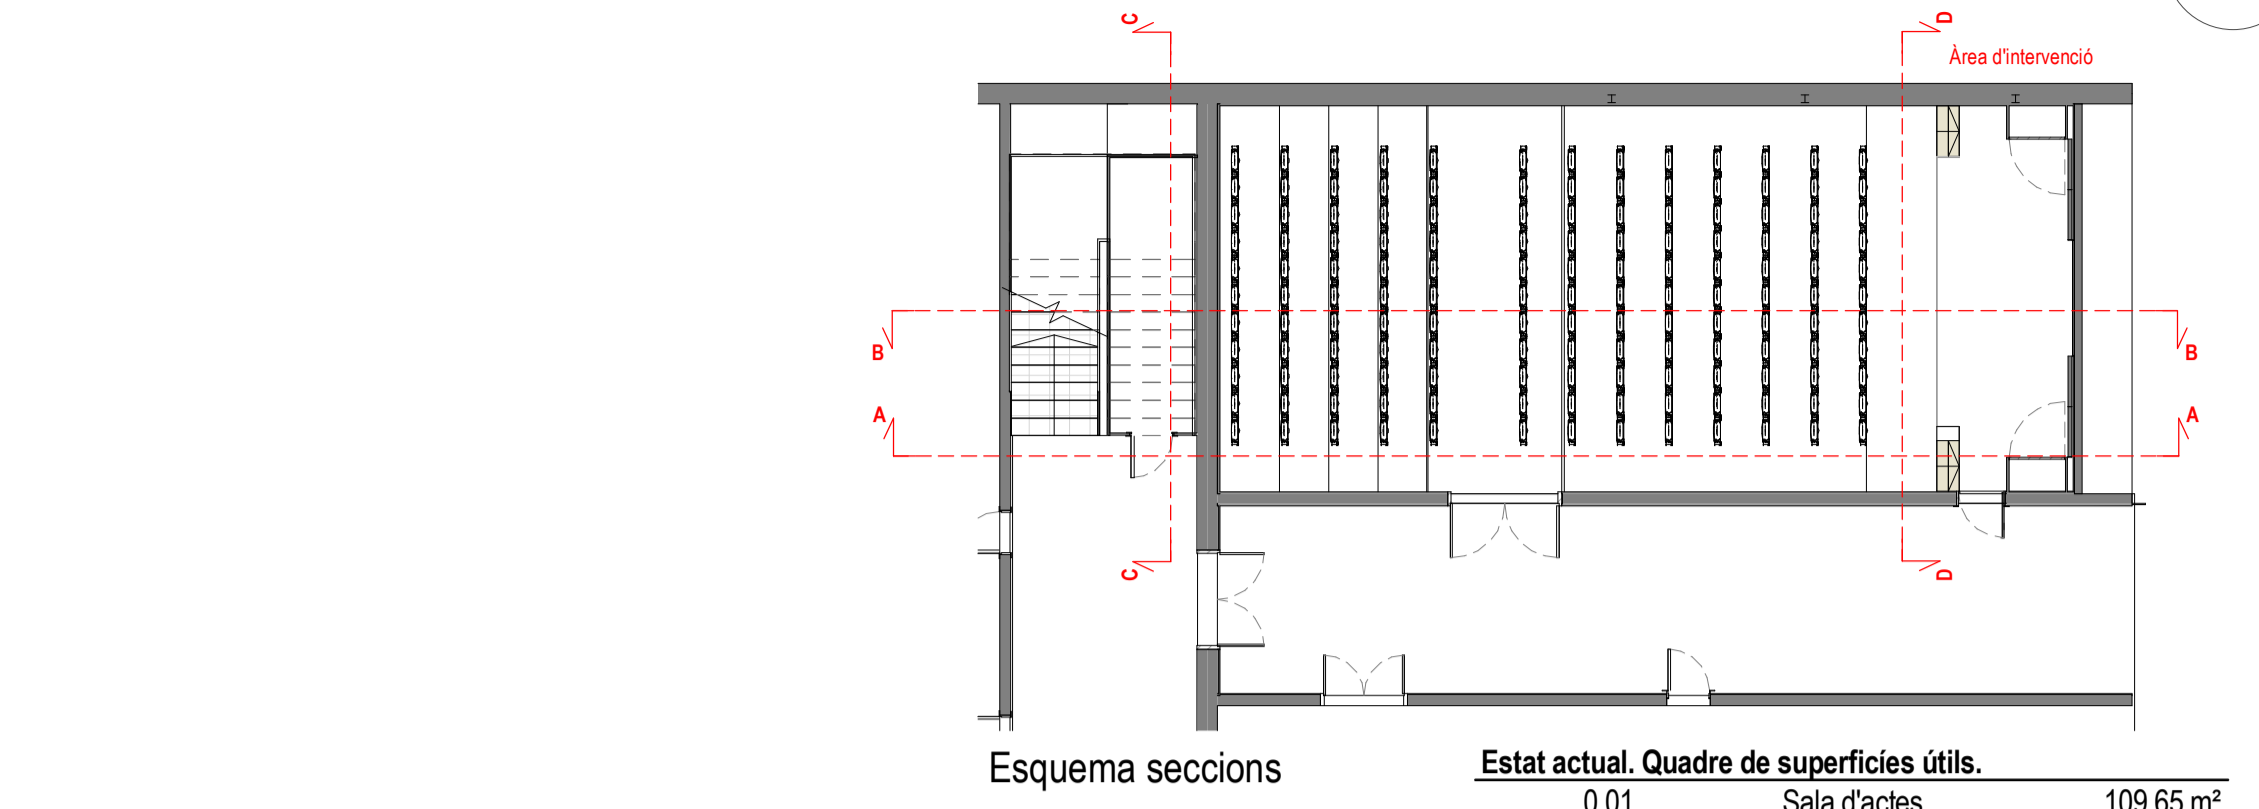 C
D
Àrea d'intervenció
B
B
A
A
C
D
Esquema seccions
Estat actual. Quadre de superfícies útils.
0.01 Sala d'actes 109.65 m²